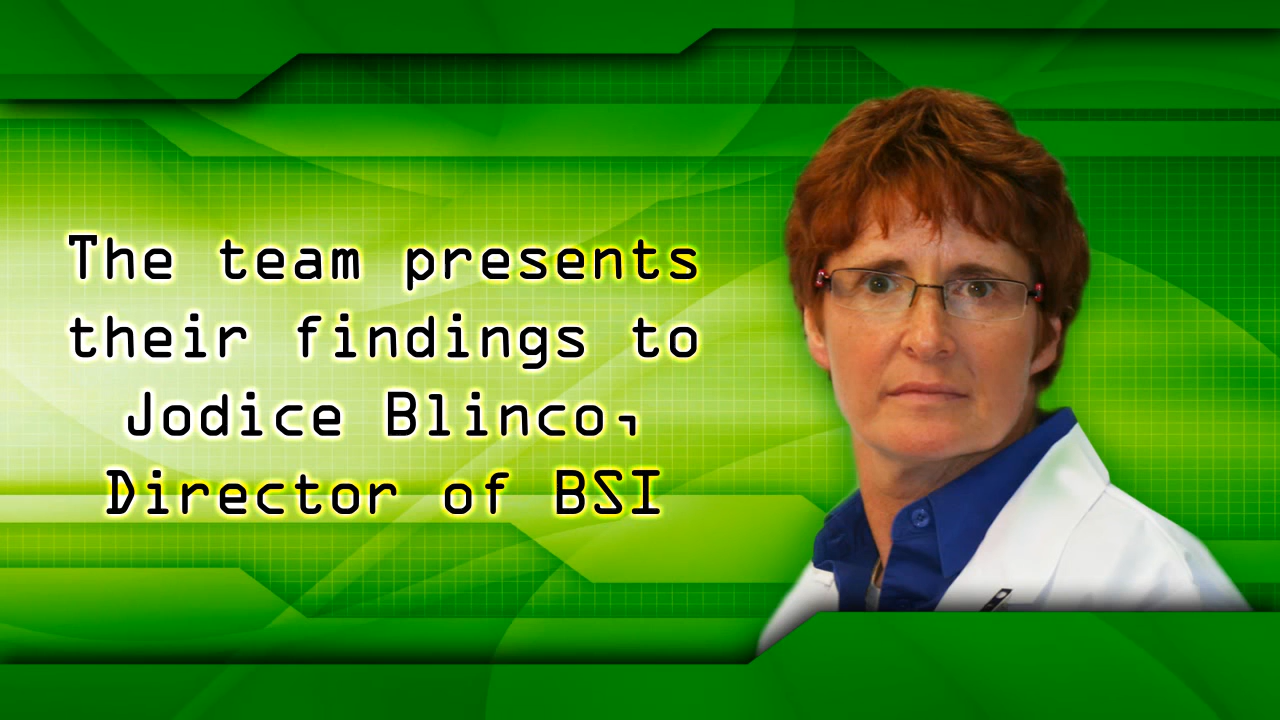 The team presents
their findings to
Jodice Blinco,
Director of BSI